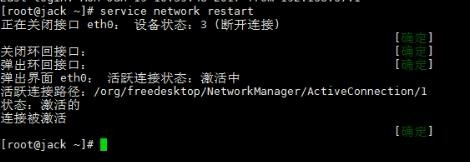 [root@jack ~]# service network restart
正在关闭接口 eth0： 设备状态：3 (断开连接)
[确定]
关闭环回接口： [确定]
弹出环回接口： [确定]
弹出界面 eth0： 活跃连接状态：激活中
活跃连接路径：/org/freedesktop/NetworkManager/ActiveConnection/1
状态：激活的
连接被激活
[确定]
[root@jack ~]#